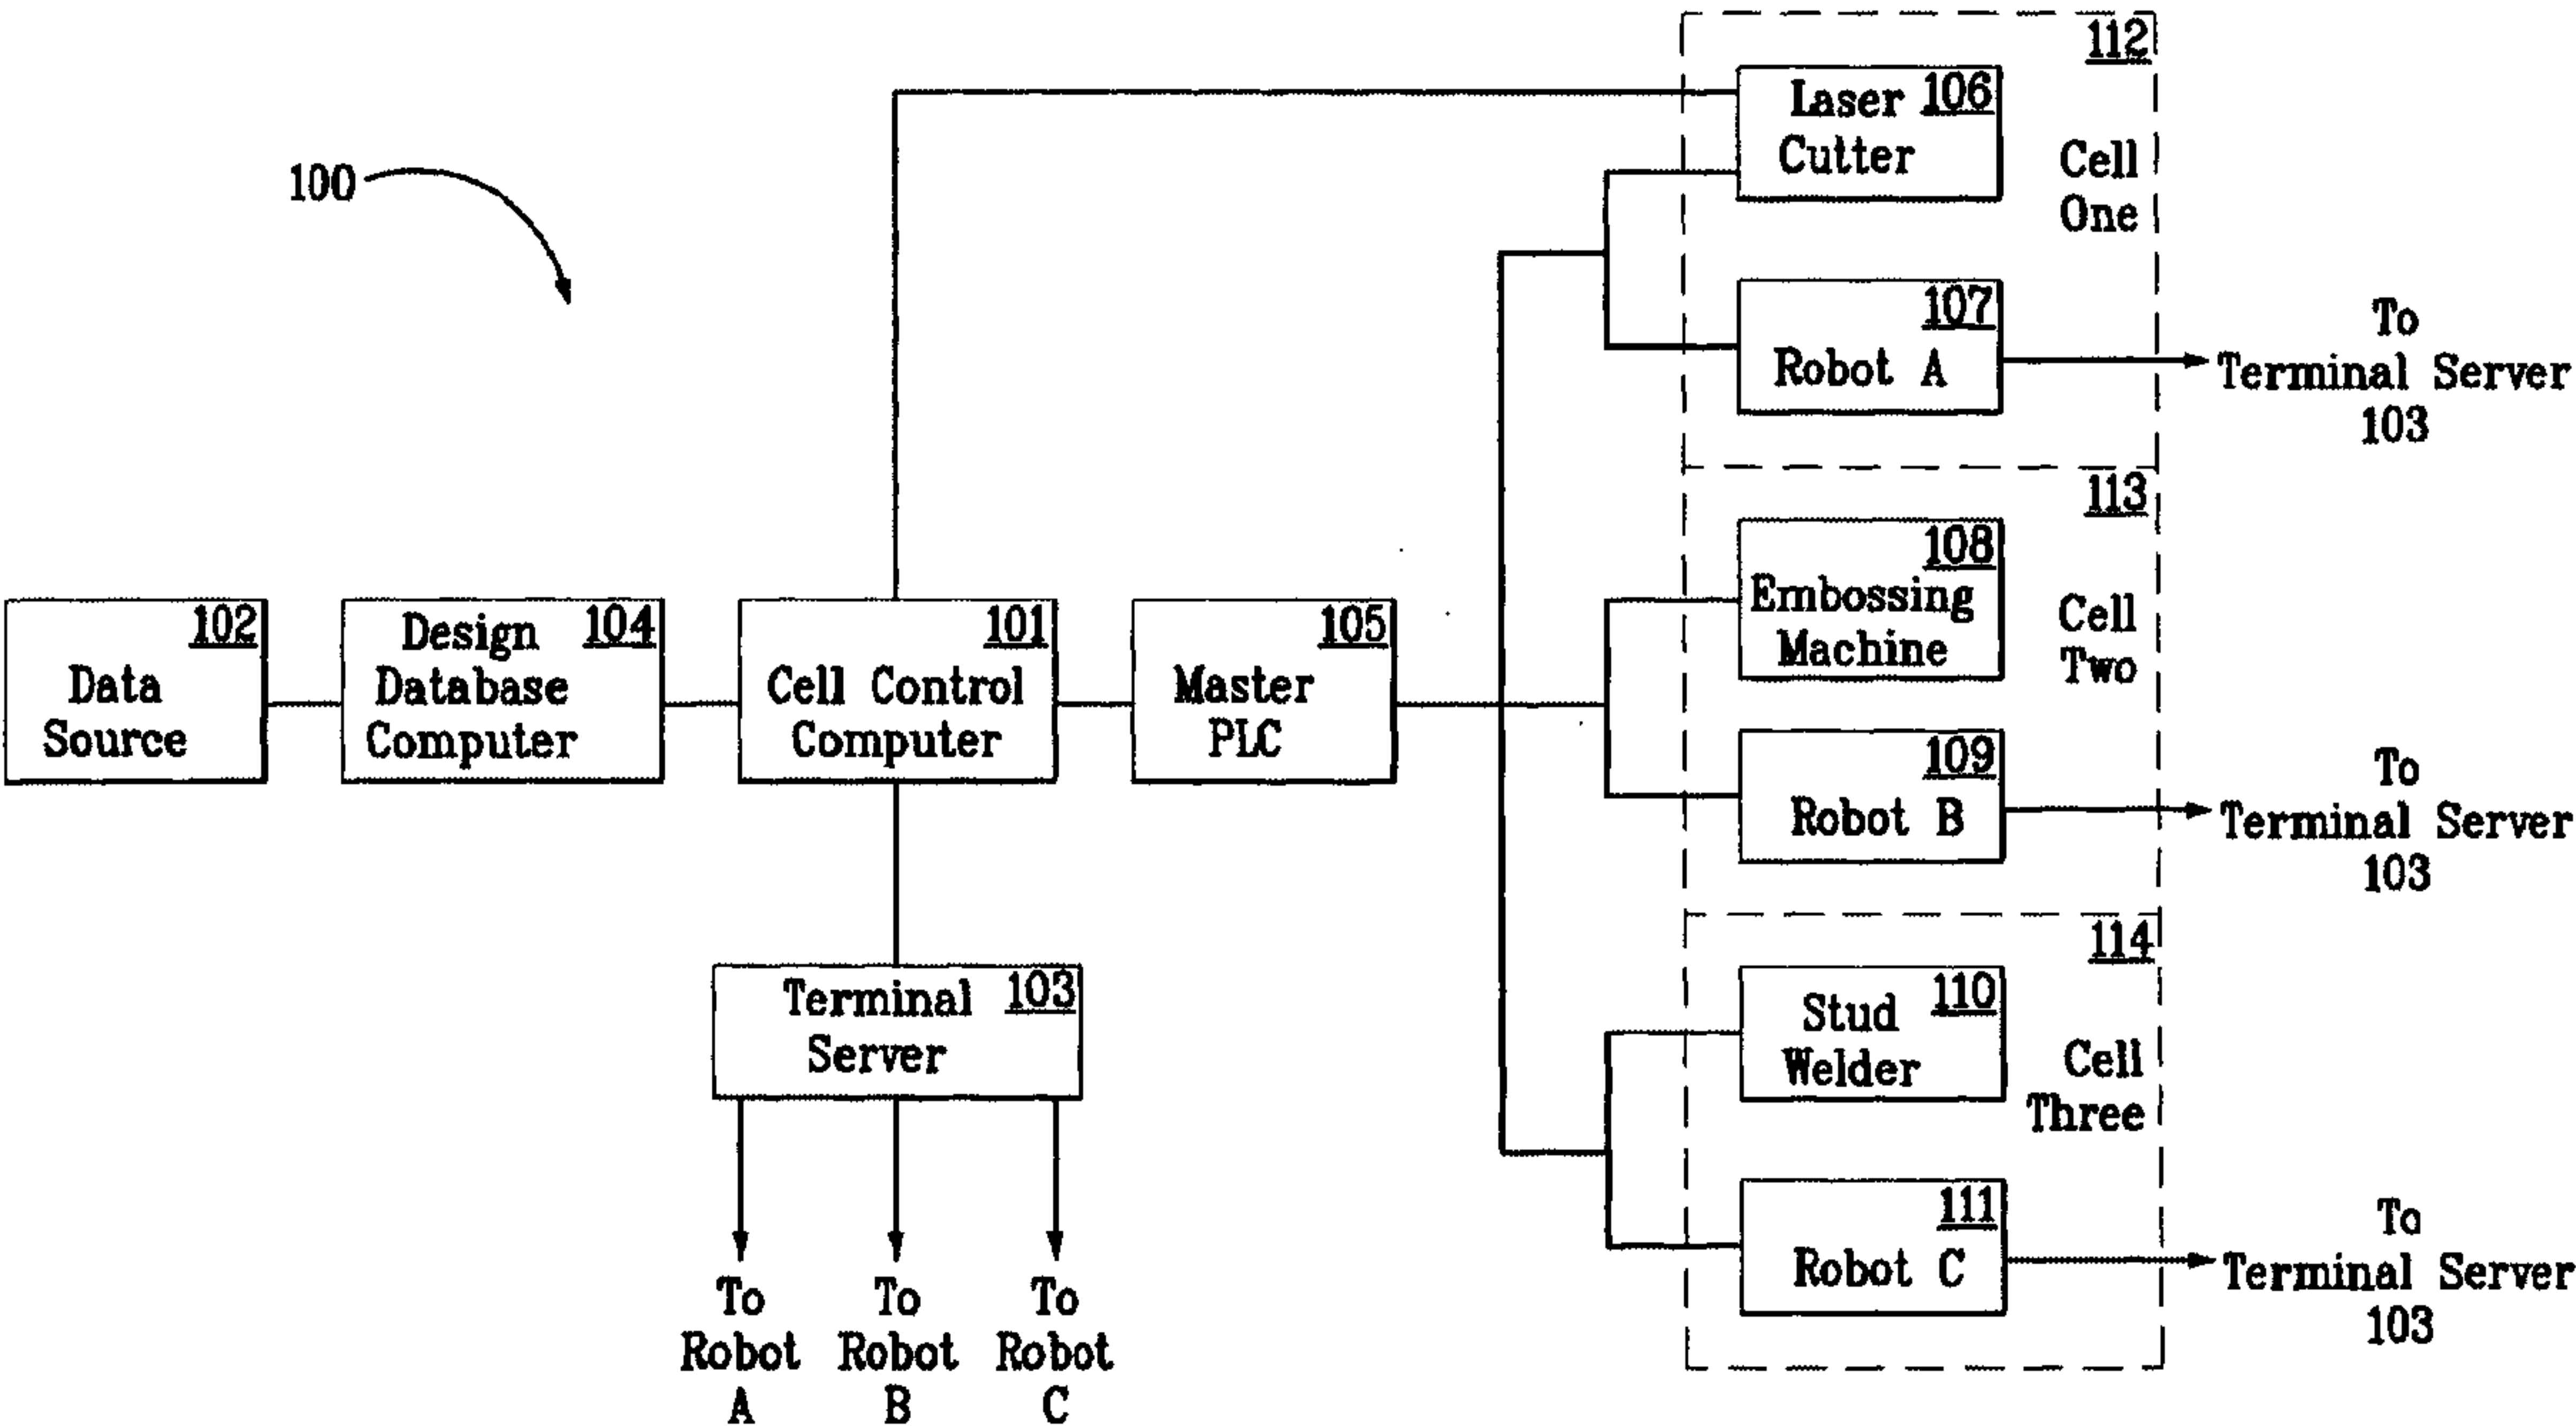 100
102
Data
Source
Design 104
Database
Computer
101
Cell Control
Computer
105
Master
PLC
Terminal 103
Server
To
Robot
A
To
Robot
B
To
Robot
C
112
Laser 106
Cutter
Cell
One
107
Robot A
To
Terminal Server
103
113
108
Embossing
Machine
Cell
Two
109
Robot B
To
Terminal Server
103
114
110
Stud
Welder
Cell
Three
111
Robot C
To
Terminal Server
103